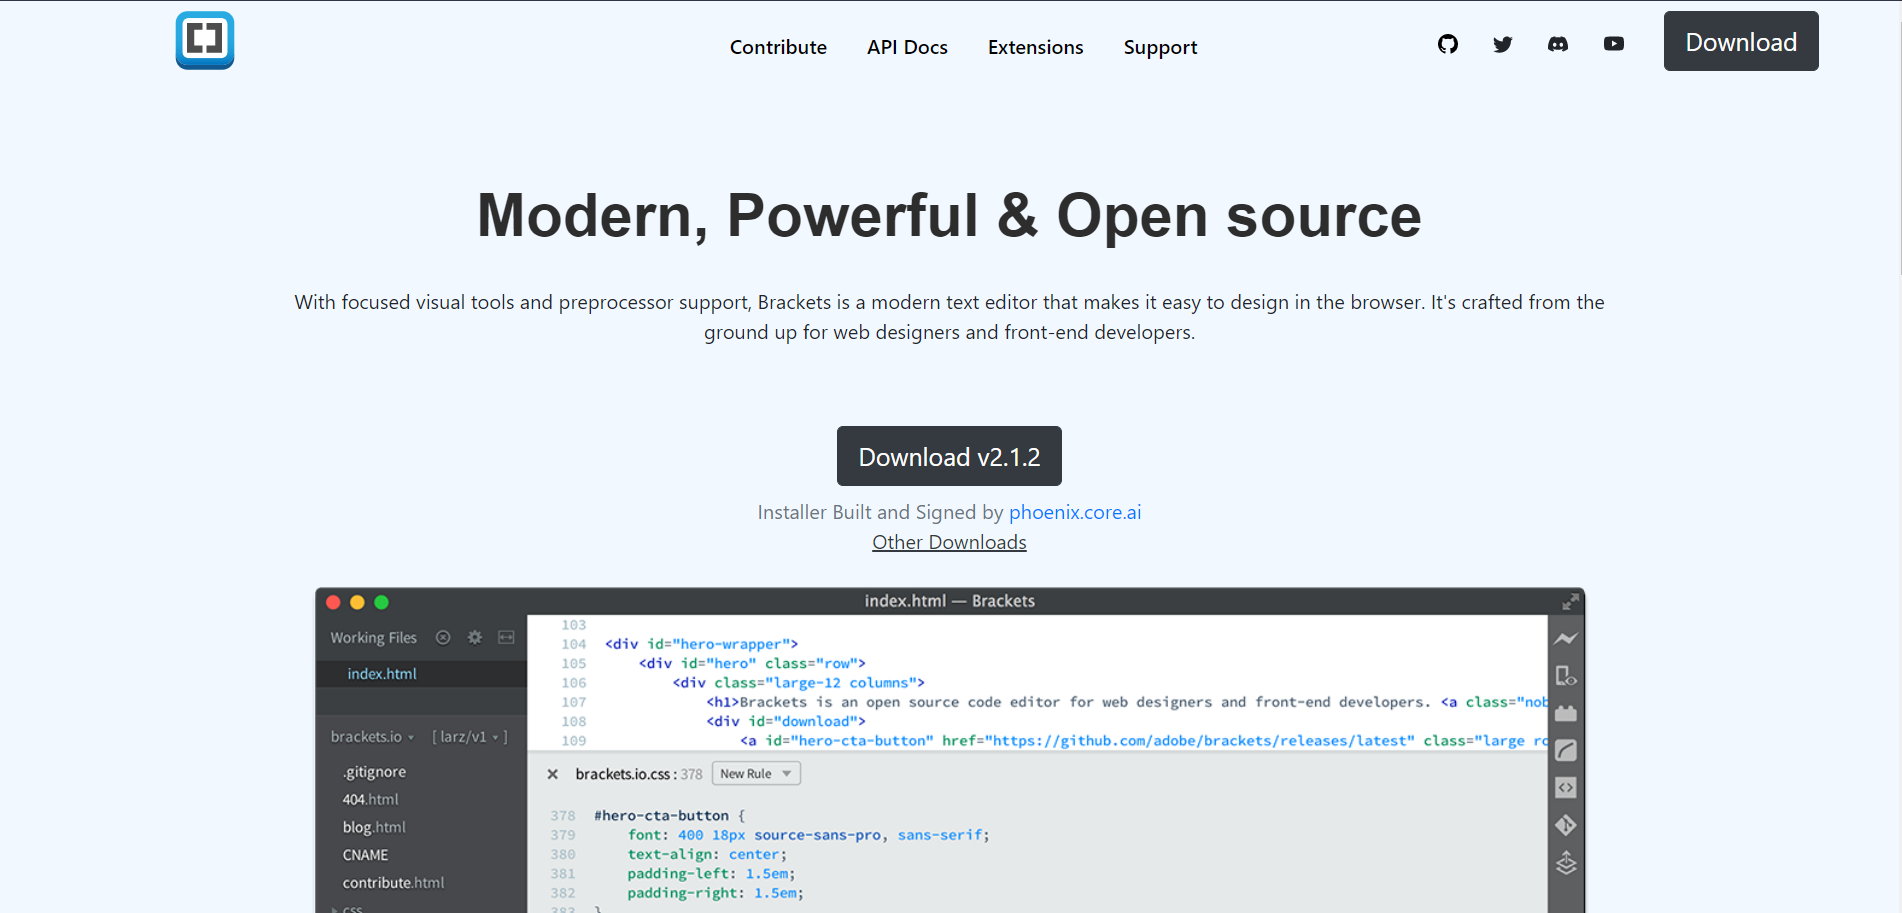 Contribute API Docs Extensions Support
Download
Modern, Powerful & Open source
With focused visual tools and preprocessor support, Brackets is a modern text editor that makes it easy to design in the browser. It's crafted from the
ground up for web designers and front-end developers.
Download v2.1.2
Installer Built and Signed by phoenix.core.ai
Other Downloads
index.html — Brackets
Working Files
index.html
brackets.io [ larz/v1 ]
.gitignore
404.html
blog.html
CNAME
contribute.html
css
103
104 <div id="hero-wrapper">
105 <div id="hero" class="row">
106 <div class="large-12 columns">
107 <h1>Brackets is an open source code editor for web designers and front-end developers. <a class="nob
108 <div id="download">
109 <a id="hero-cta-button" href="https://github.com/adobe/brackets/releases/latest" class="large ro
brackets.io.css : 378 New Rule
378 #hero-cta-button {
379 font: 400 18px source-sans-pro, sans-serif;
380 text-align: center;
381 padding-left: 1.5em;
382 padding-right: 1.5em;
383 }